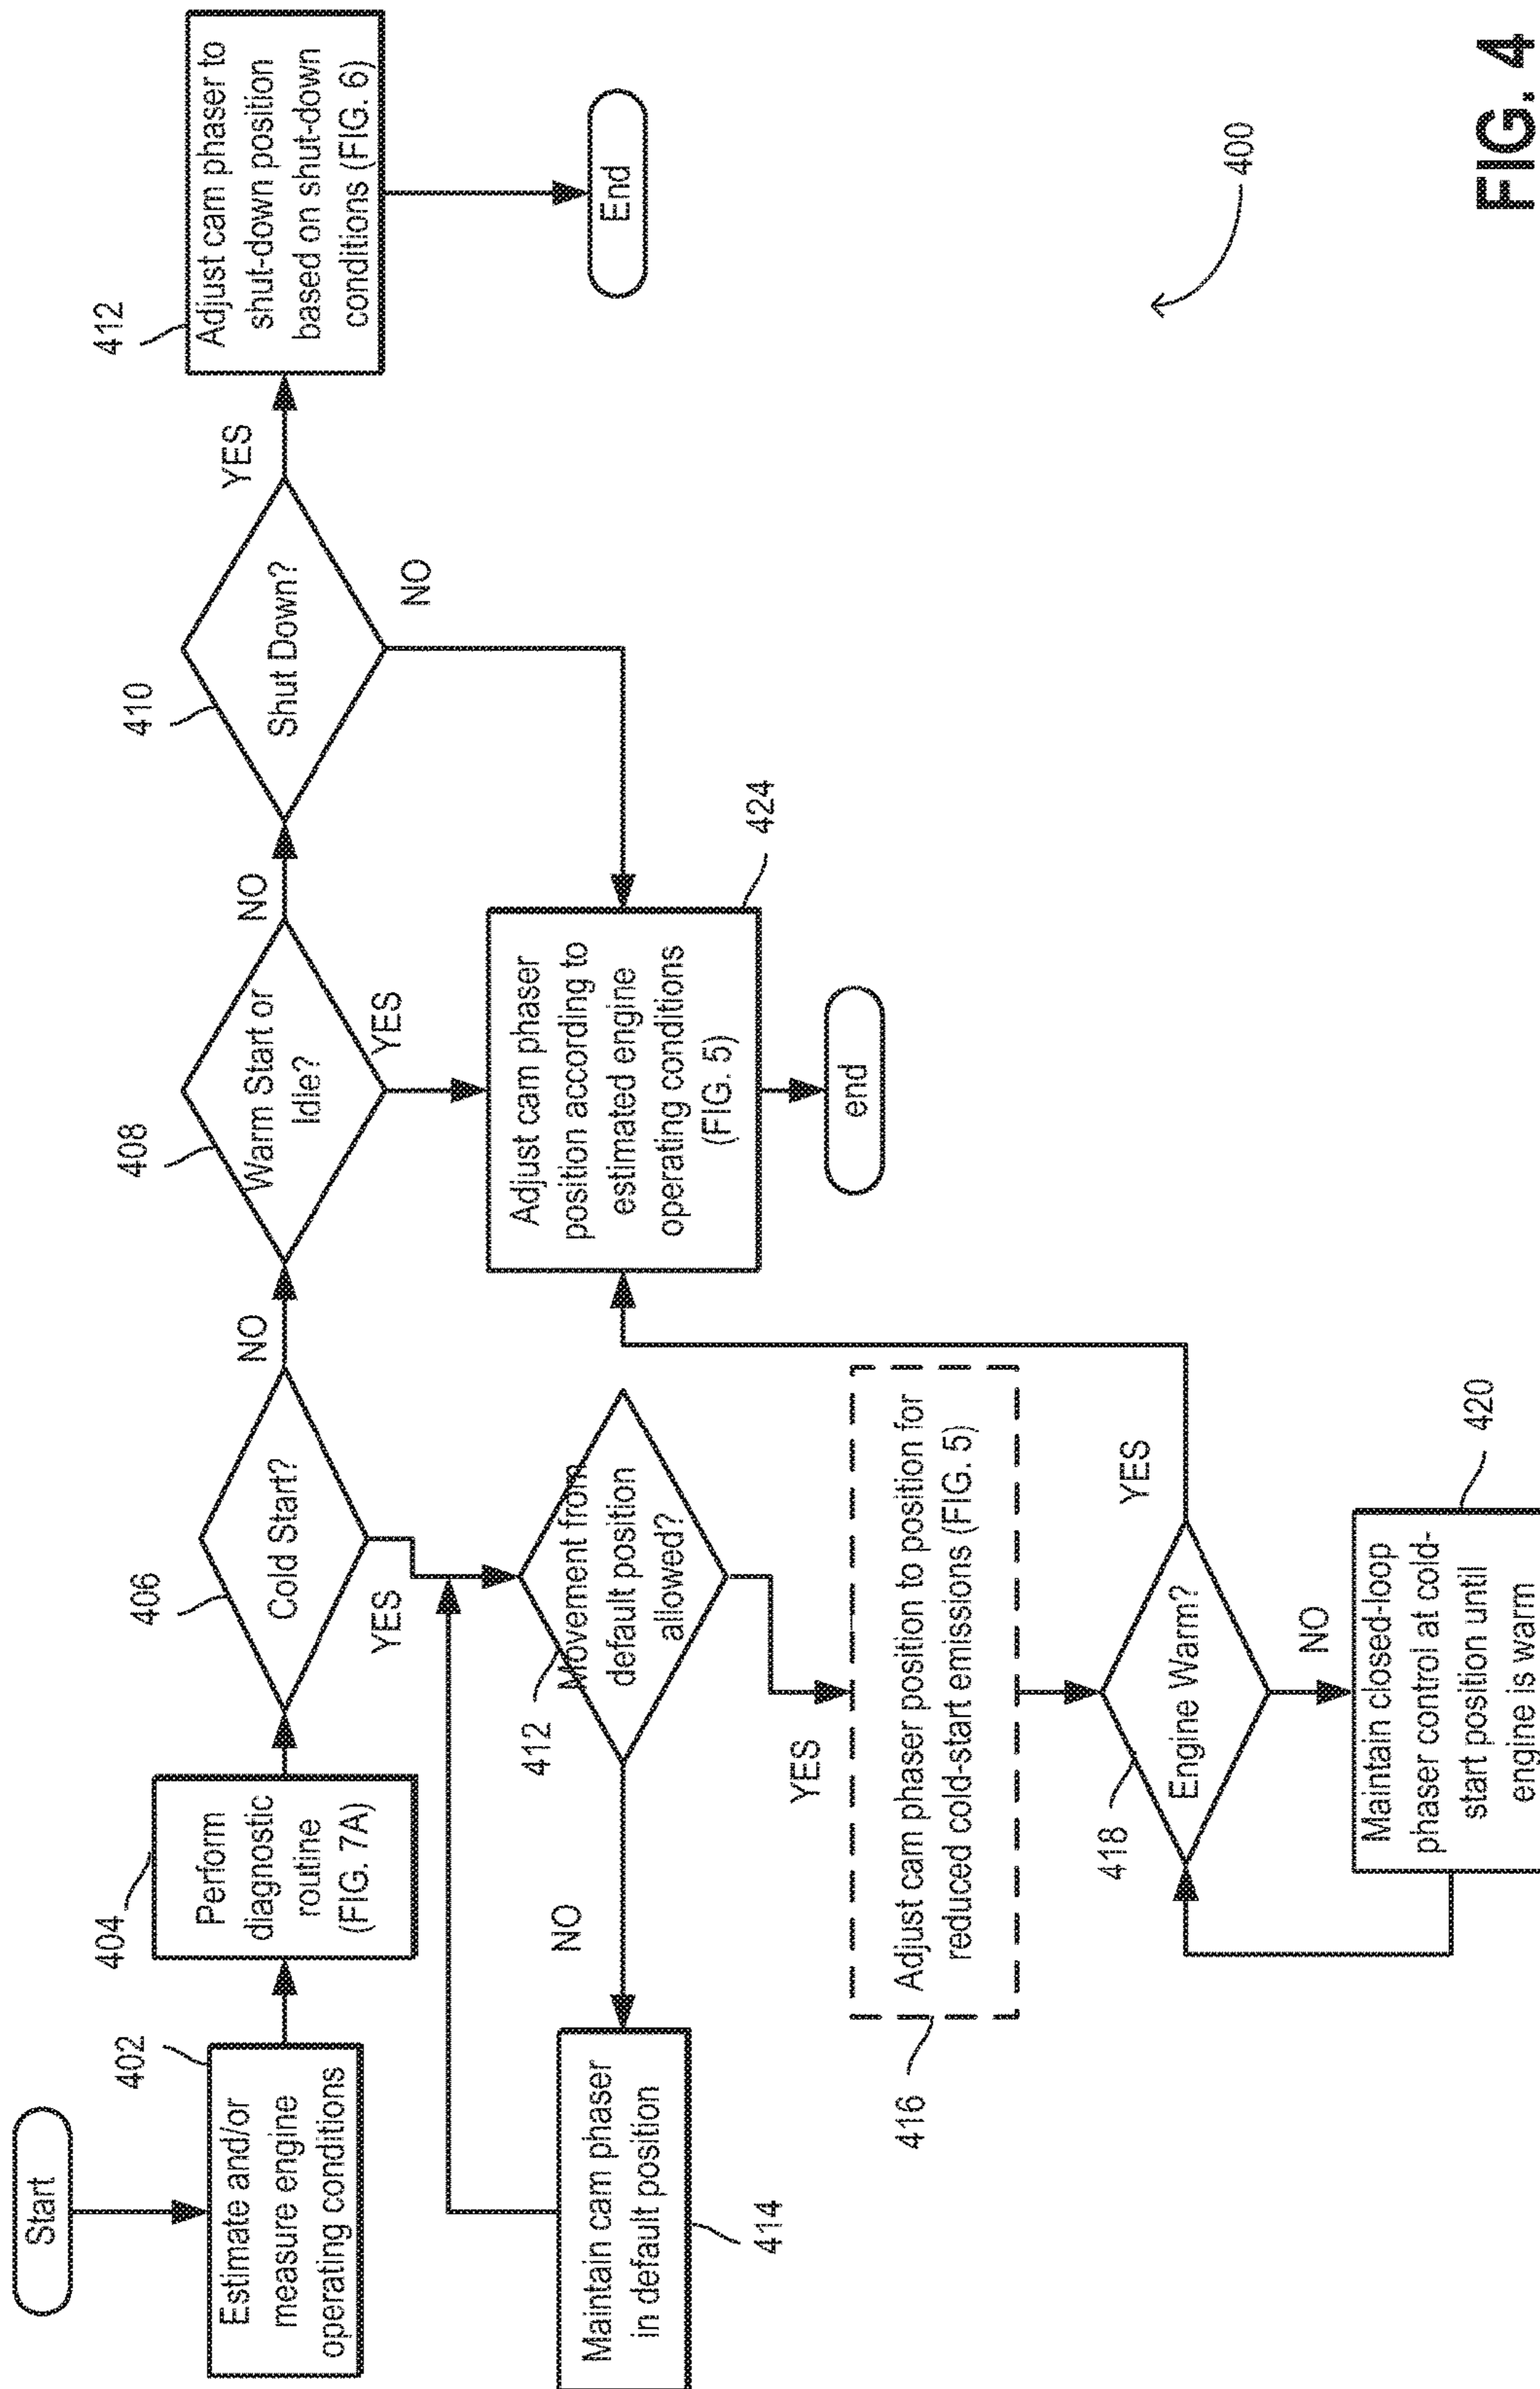 Start
402
Estimate and/or
measure engine
operating conditions
404
Perform
diagnostic
routine
(FIG. 7A)
406
Cold Start?
NO
YES
408
Warm Start or
Idle?
NO
YES
410
Shut Down?
YES
NO
412
Adjust cam phaser to
shut-down position
based on shut-down
conditions (FIG. 6)
End
424
Adjust cam phaser
position according to
estimated engine
operating conditions
(FIG. 5)
end
412
Movement from
default position
allowed?
NO
YES
Maintain cam phaser
in default position
414
416
Adjust cam phaser position to position for
reduced cold-start emissions (FIG. 5)
418
Engine Warm?
YES
NO
420
Maintain closed-loop
phaser control at cold-
start position until
engine is warm
400
FIG. 4